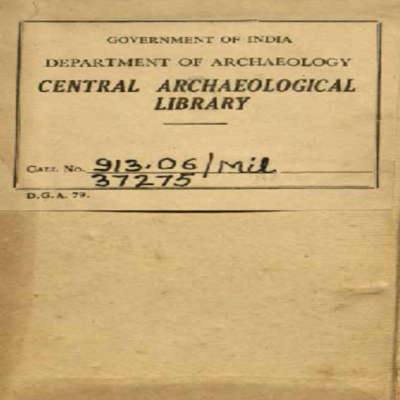 GOVERNMENT OF INDIA
DEPARTMENT OF ARCHAEOLOGY
CENTRAL ARCHAEOLOGICAL
LIBRARY
CALL No. 913.06/Mil
37275
D.G.A. 79.